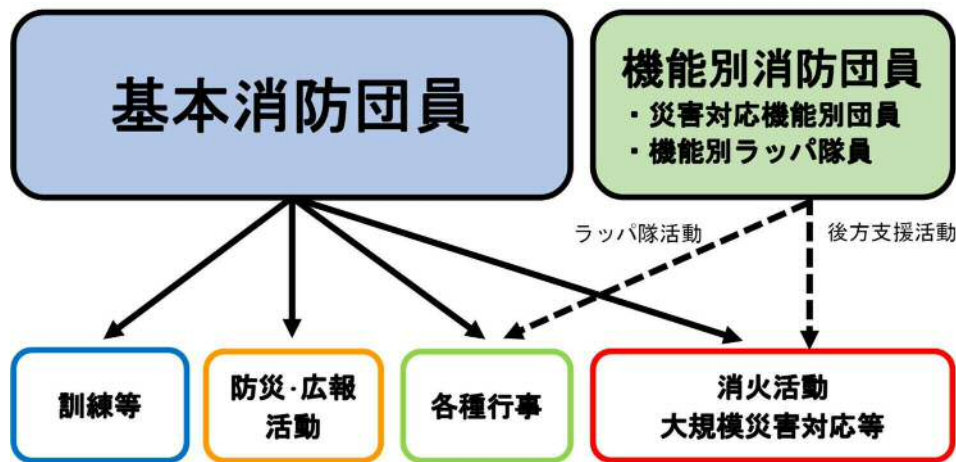 基本消防団員
機能別消防団員
・災害対応機能別団員
・機能別ラッパ隊員
ラッパ隊活動
後方支援活動
訓練等
防災･広報
活動
各種行事
消火活動
大規模災害対応等